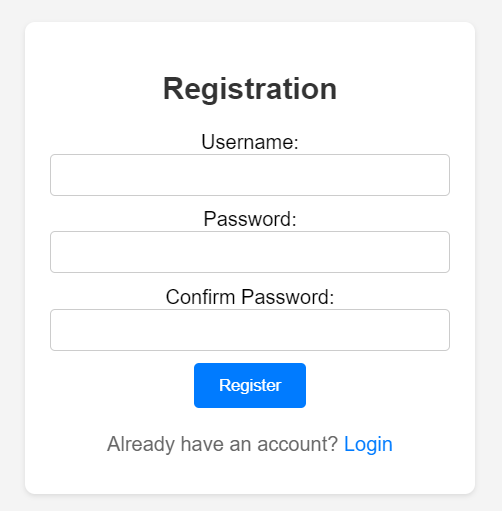 Registration
Username:
Password:
Confirm Password:
Register
Already have an account? Login